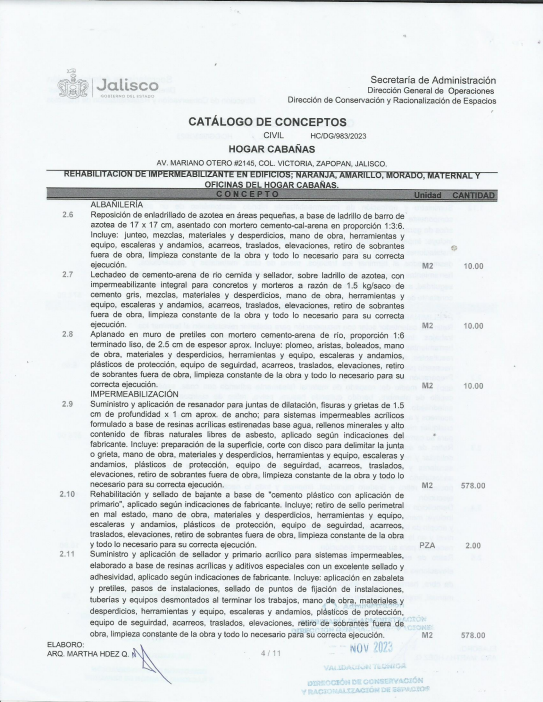 Jalisco
GOBIERNO DEL ESTADO
Secretaría de Administración
Dirección General de Operaciones
Dirección de Conservación y Racionalización de Espacios
CATÁLOGO DE CONCEPTOS
CIVIL HC/DG/983/2023
HOGAR CABAÑAS
AV. MARIANO OTERO #2145, COL. VICTORIA, ZAPOPAN, JALISCO.
REHABILITACION DE IMPERMEABILIZANTE EN EDIFICIOS; NARANJA, AMARILLO, MORADO, MATERNAL Y
OFICINAS DEL HOGAR CABAÑAS.
C O N C E P T O Unidad CANTIDAD
ALBAÑILERÍA
2.6 Reposición de enladrillado de azotea en áreas pequeñas, a base de ladrillo de barro de
azotea de 17 x 17 cm, asentado con mortero cemento-cal-arena en proporción 1:3:6.
Incluye: junteo, mezclas, materiales y desperdicios, mano de obra, herramientas y
equipo, escaleras y andamios, acarreos, traslados, elevaciones, retiro de sobrantes
fuera de obra, limpieza constante de la obra y todo lo necesario para su correcta
ejecución. M2 10.00
2.7 Lechadeo de cemento-arena de río cernida y sellador, sobre ladrillo de azotea, con
impermeabilizante integral para concretos y morteros a razón de 1.5 kg/saco de
cemento gris, mezclas, materiales y desperdicios, mano de obra, herramientas y
equipo, escaleras y andamios, acarreos, traslados, elevaciones, retiro de sobrantes
fuera de obra, limpieza constante de la obra y todo lo necesario para su correcta
ejecución. M2 10.00
2.8 Aplanado en muro de pretiles con mortero cemento-arena de río, proporción 1:6
terminado liso, de 2.5 cm de espesor aprox. Incluye: plomeo, aristas, boleados, mano
de obra, materiales y desperdicios, herramientas y equipo, escaleras y andamios,
plásticos de protección, equipo de seguirdad, acarreos, traslados, elevaciones, retiro
de sobrantes fuera de obra, limpieza constante de la obra y todo lo necesario para su
correcta ejecución. M2 10.00
IMPERMEABILIZACIÓN
2.9 Suministro y aplicación de resanador para juntas de dilatación, fisuras y grietas de 1.5
cm de profundidad x 1 cm aprox. de ancho; para sistemas impermeables acrílicos
formulado a base de resinas acrílicas estirenadas base agua, rellenos minerales y alto
contenido de fibras naturales libres de asbesto, aplicado según indicaciones del
fabricante. Incluye: preparación de la superficie, corte con disco para delimitar la junta
o grieta, mano de obra, materiales y desperdicios, herramientas y equipo, escaleras y
andamios, plásticos de protección, equipo de seguirdad, acarreos, traslados,
elevaciones, retiro de sobrantes fuera de obra, limpieza constante de la obra y todo lo
necesario para su correcta ejecución. M2 578.00
2.10 Rehabilitación y sellado de bajante a base de "cemento plástico con aplicación de
primario", aplicado según indicaciones de fabricante. Incluye; retiro de sello perimetral
en mal estado, mano de obra, materiales y desperdicios, herramientas y equipo,
escaleras y andamios, plásticos de protección, equipo de seguirdad, acarreos,
traslados, elevaciones, retiro de sobrantes fuera de obra, limpieza constante de la obra
y todo lo necesario para su correcta ejecución. PZA 2.00
2.11 Suministro y aplicación de sellador y primario acrílico para sistemas impermeables,
elaborado a base de resinas acrílicas y aditivos especiales con un excelente sellado y
adhesividad, aplicado según indicaciones de fabricante. Incluye: aplicación en zabaleta
y pretiles, pasos de instalaciones, sellado de puntos de fijación de instalaciones,
tuberías y equipos desmontados al terminar los trabajos, mano de obra, materiales y
desperdicios, herramientas y equipo, escaleras y andamios, plásticos de protección,
equipo de seguirdad, acarreos, traslados, elevaciones, retiro de sobrantes fuera de
obra, limpieza constante de la obra y todo lo necesario para su correcta ejecución. M2 578.00
ELABORO:
ARQ. MARTHA HDEZ Q.
4 / 11
NOV 2023
VALIDACION TECNICA
DIRECCIÓN DE CONSERVACIÓN
Y RACIONALIZACIÓN DE ESPACIOS